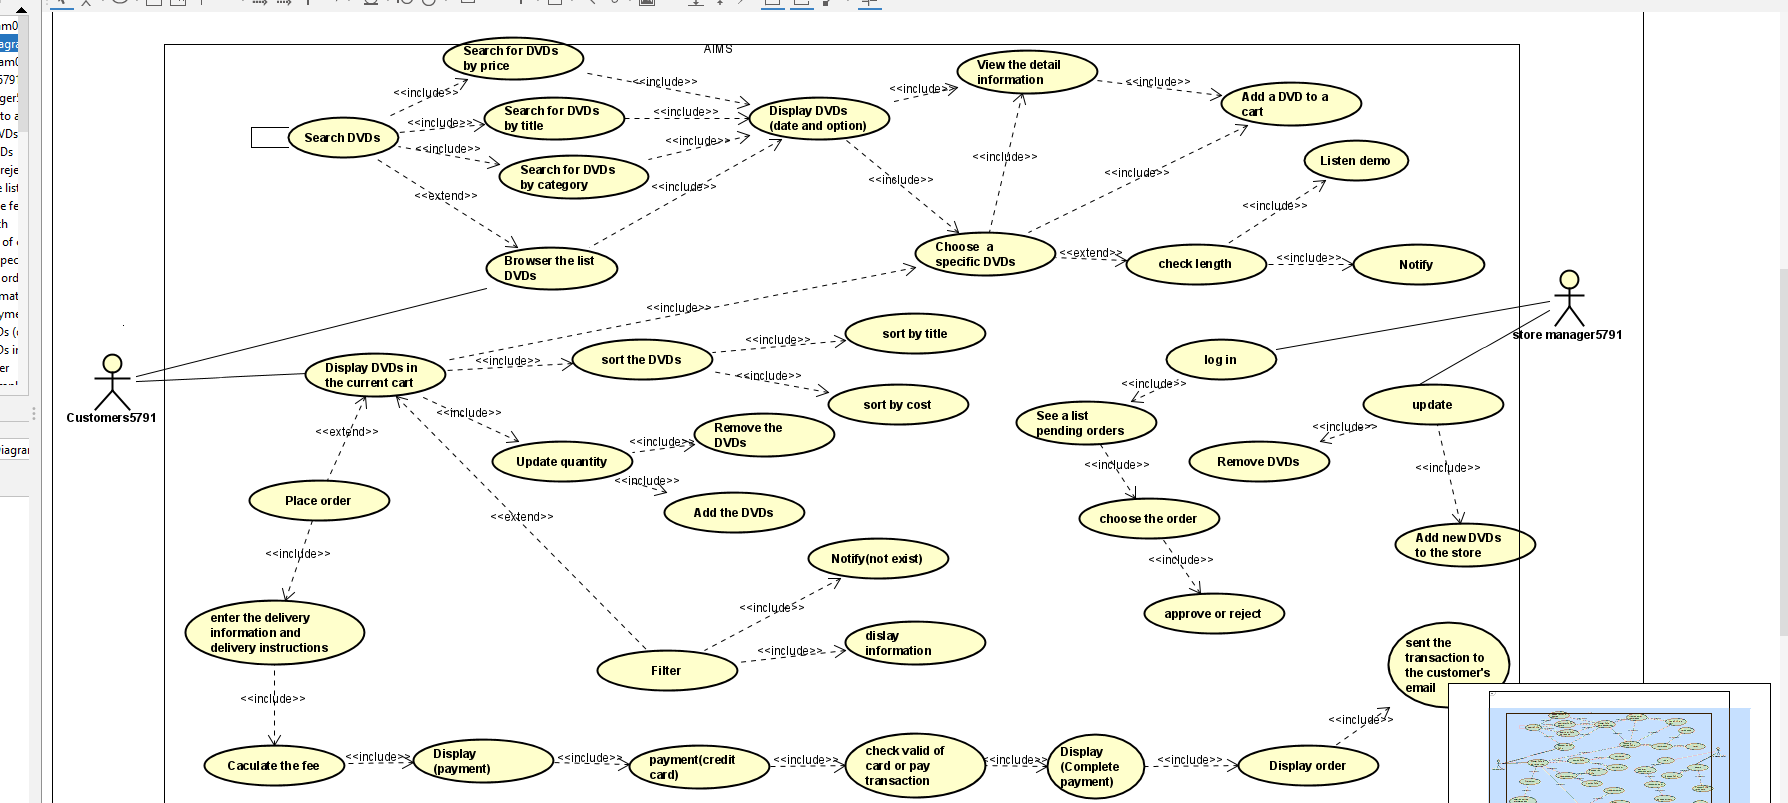 AIMS
Search for DVDs
by price
<<include>>
<<include>>
<<include>>
Search DVDs
Search for DVDs
by title
<<include>>
<<include>>
Search for DVDs
by category
<<include>>
<<include>>
<<extend>>
<<include>>
Display DVDs
(date and option)
<<include>>
View the detail
information
<<include>>
Add a DVD to a
cart
<<include>>
<<include>>
<<include>>
Listen demo
<<include>>
Browser the list
DVDs
Choose a
specific DVDs
<<extend>>
check length
<<include>>
Notify
<<include>>
store manager5791
Customers5791
Display DVDs in
the current cart
<<include>>
sort the DVDs
<<include>>
sort by title
<<include>>
sort by cost
log in
<<include>>
See a list
pending orders
update
<<include>>
Remove DVDs
<<include>>
<<extend>>
<<include>>
Update quantity
<<include>>
Remove the
DVDs
<<include>>
Add the DVDs
<<include>>
choose the order
Add new DVDs
to the store
Place order
<<extend>>
<<include>>
Notify(not exist)
<<include>>
approve or reject
<<include>>
enter the delivery
information and
delivery instructions
Filter
<<include>>
dislay
information
sent the
transaction to
the customer's
email
<<include>>
<<include>>
Caculate the fee
<<include>>
Display
(payment)
<<include>>
payment(credit
card)
<<include>>
check valid of
card or pay
transaction
<<include>>
Display
(Complete
payment)
<<include>>
Display order